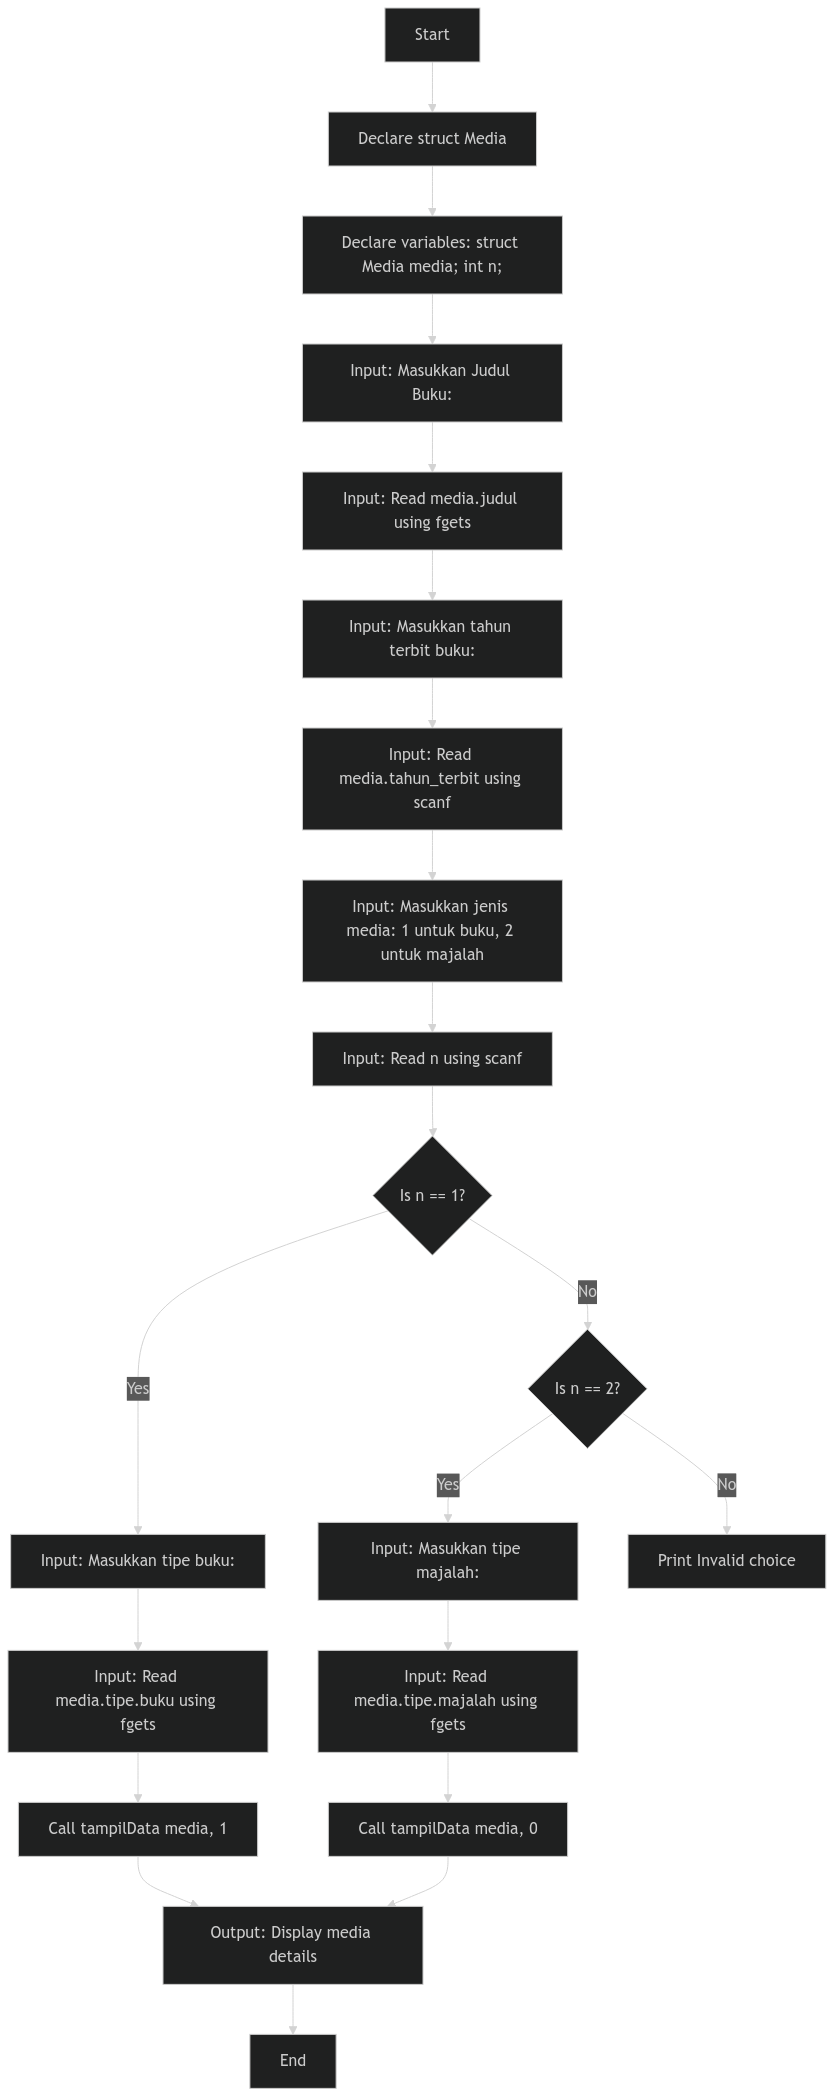 Start
Declare struct Media
Declare variables: struct
Media media; int n;
Input: Masukkan Judul
Buku:
Input: Read media.judul
using fgets
Input: Masukkan tahun
terbit buku:
Input: Read
media.tahun_terbit using
scanf
Input: Masukkan jenis
media: 1 untuk buku, 2
untuk majalah
Input: Read n using scanf
Is n == 1?
No
Yes
Is n == 2?
Yes
No
Input: Masukkan tipe buku:
Input: Masukkan tipe
majalah:
Print Invalid choice
Input: Read
media.tipe.buku using
fgets
Input: Read
media.tipe.majalah using
fgets
Call tampilData media, 1
Call tampilData media, 0
Output: Display media
details
End